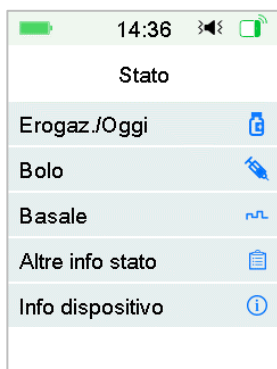 14:36
Stato
Erogaz./Oggi
Bolo
Basale
Altre info stato
Info dispositivo